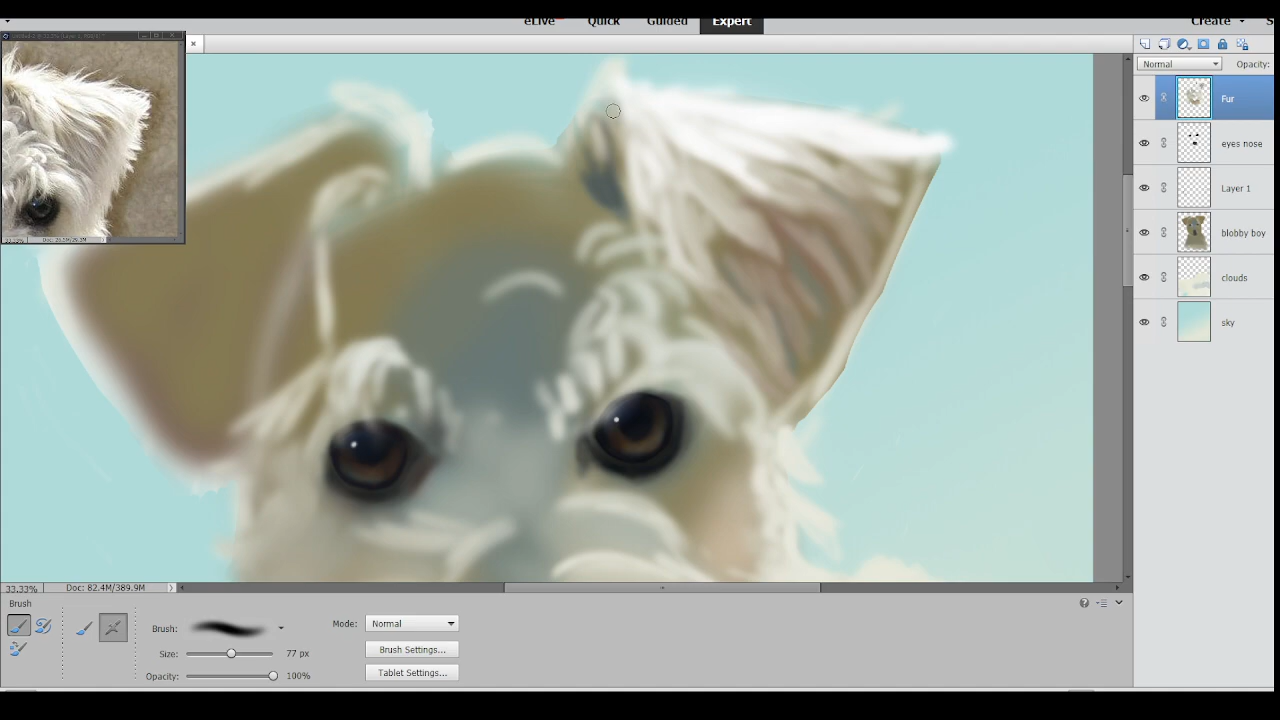 eLive Quick Guided Expert Create
Normal Opacity:
Fur
eyes nose
Layer 1
blobby boy
clouds
sky
33.33% Doc: 82.4M/389.9M
Brush
Brush: Mode: Normal
Size: 77 px Brush Settings...
Opacity: 100% Tablet Settings...